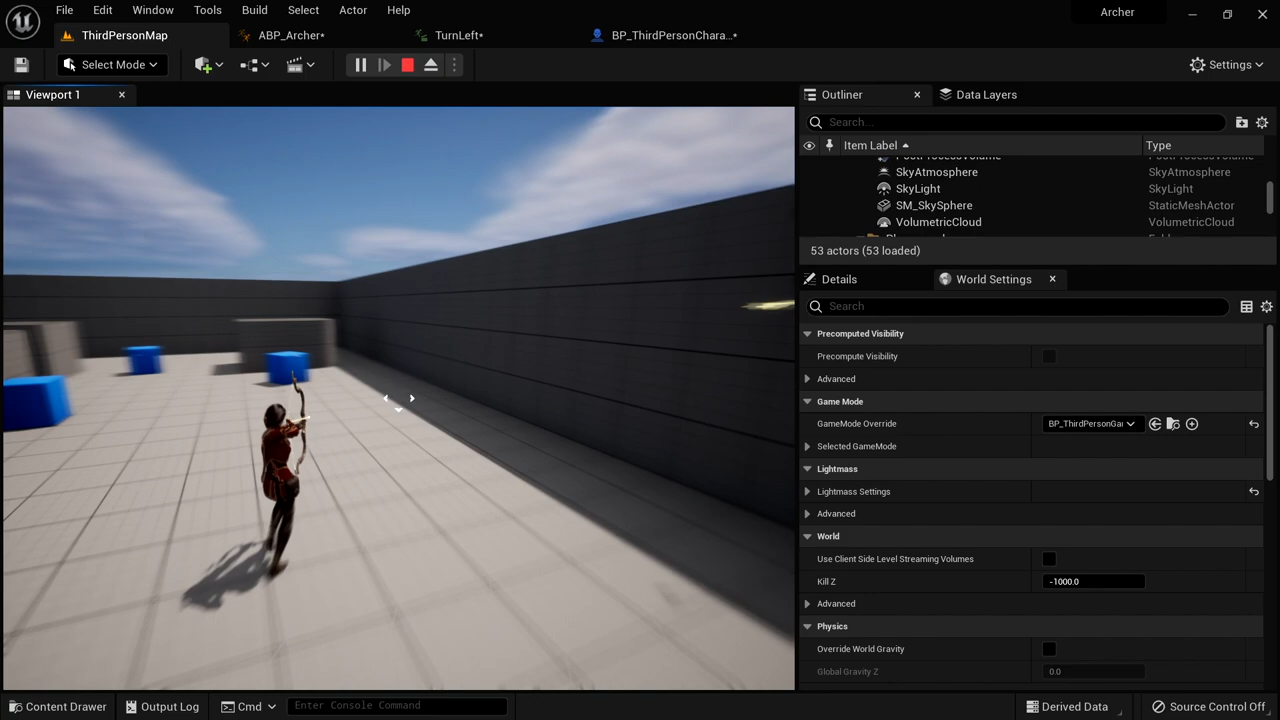 File Edit Window Tools Build Select Actor Help
Archer
ThirdPersonMap
ABP_Archer*
TurnLeft*
BP_ThirdPersonChara...*
Select Mode
Settings
Viewport 1
Outliner
Data Layers
Search...
Item Label
Type
PostProcessVolume
SkyAtmosphere SkyAtmosphere
SkyLight SkyLight
SM_SkySphere StaticMeshActor
VolumetricCloud VolumetricCloud
53 actors (53 loaded)
Details
World Settings
Search
Precomputed Visibility
Precompute Visibility
Advanced
Game Mode
GameMode Override BP_ThirdPersonGa
Selected GameMode
Lightmass
Lightmass Settings
Advanced
World
Use Client Side Level Streaming Volumes
Kill Z -1000.0
Advanced
Physics
Override World Gravity
Global Gravity Z 0.0
Content Drawer
Output Log
Cmd
Enter Console Command
Derived Data
Source Control Off